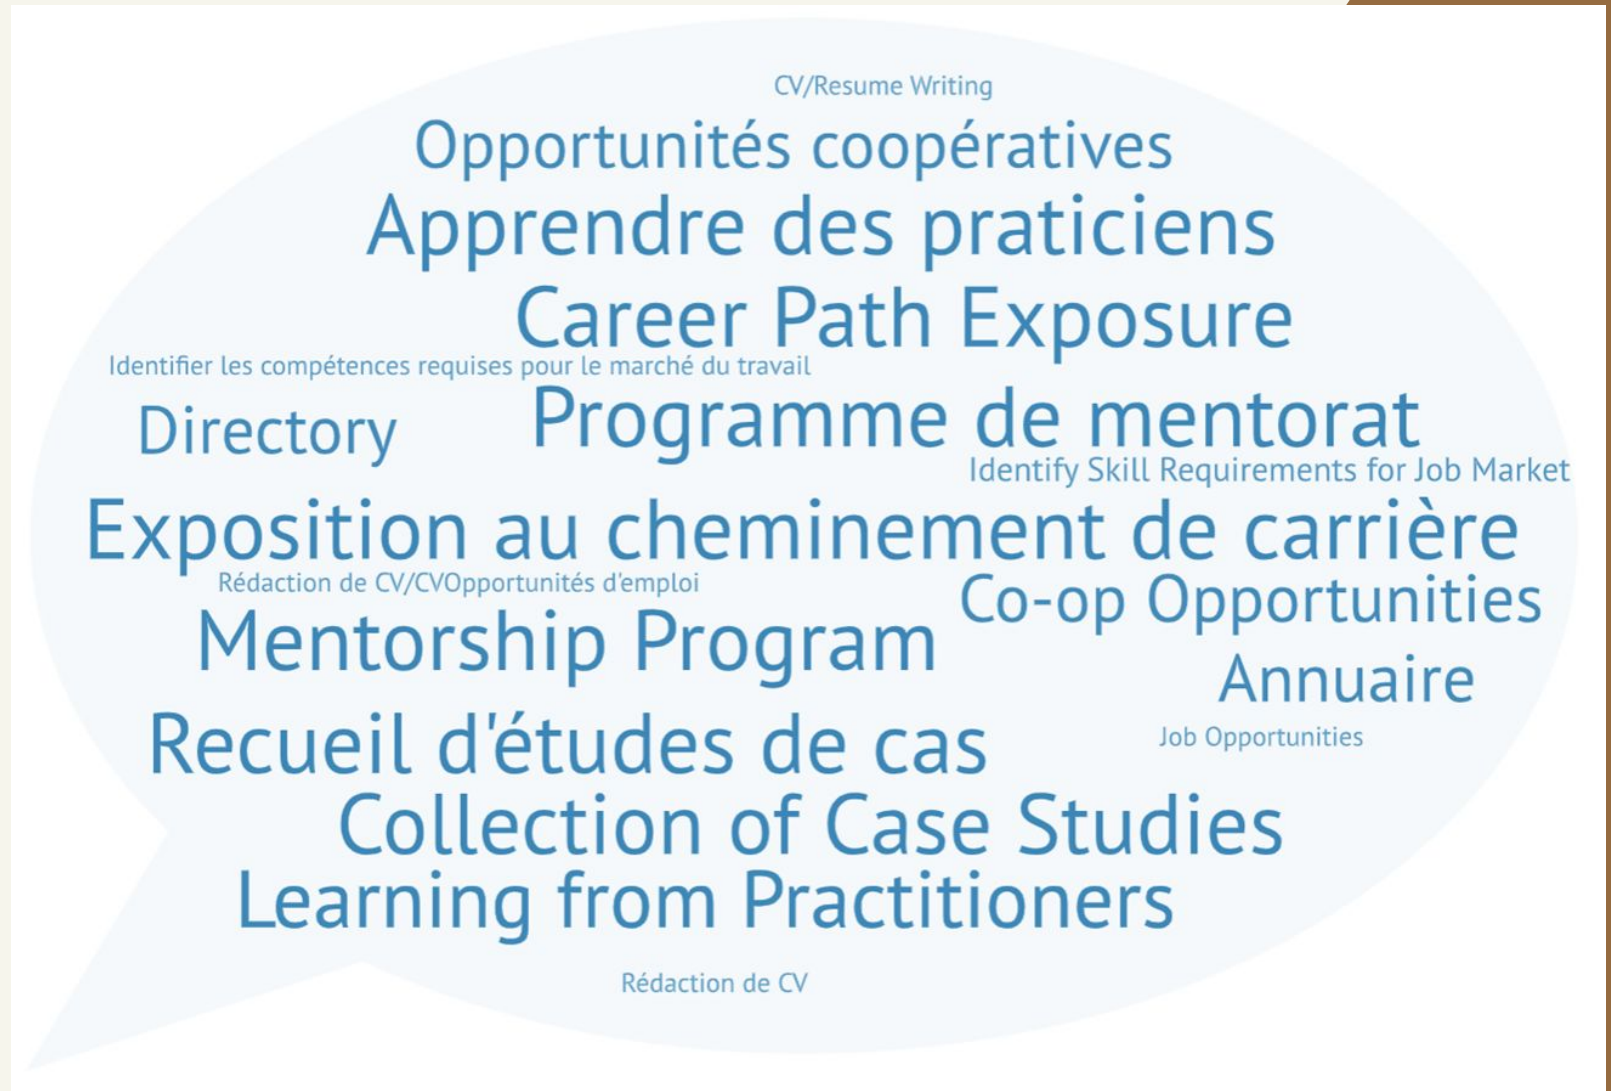 CV/Resume Writing
Opportunités coopératives
Apprendre des praticiens
Career Path Exposure
Identifier les compétences requises pour le marché du travail
Directory
Programme de mentorat
Identify Skill Requirements for Job Market
Exposition au cheminement de carrière
Rédaction de CV/CVOpportunités d'emploi
Co-op Opportunities
Mentorship Program
Annuaire
Recueil d'études de cas
Job Opportunities
Collection of Case Studies
Learning from Practitioners
Rédaction de CV